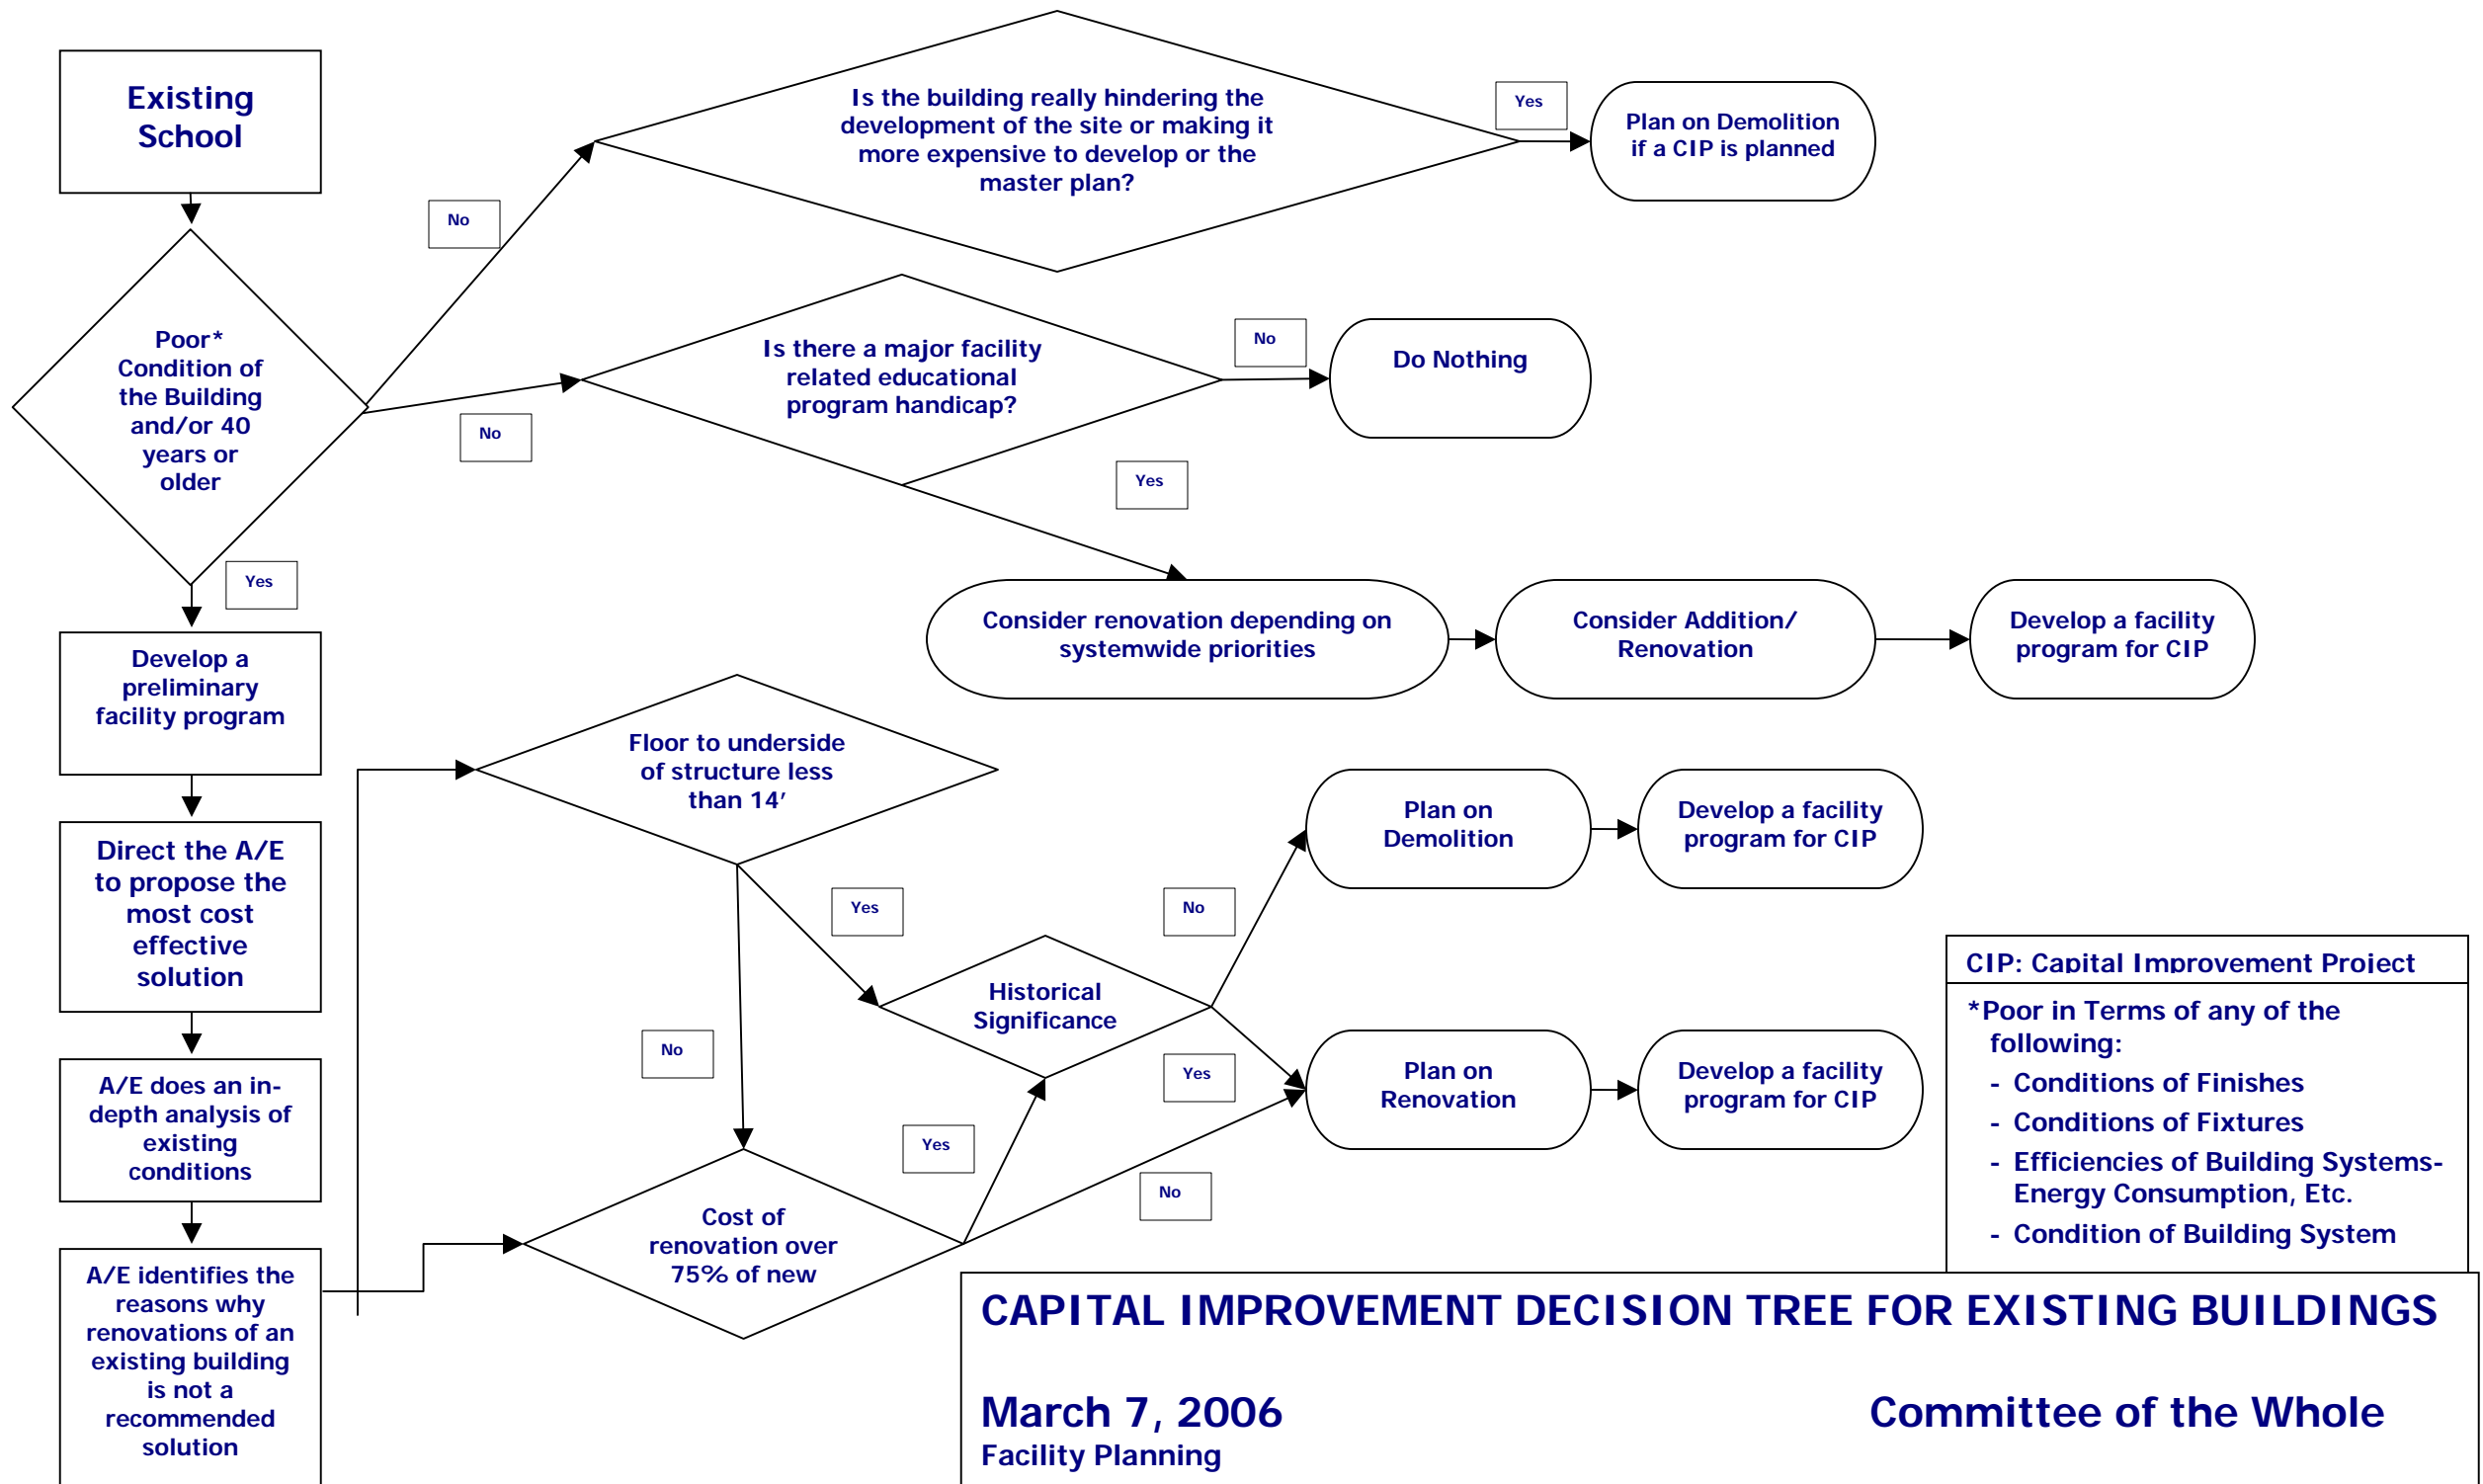 Existing
School
Is the building really hindering the
development of the site or making it
more expensive to develop or the
master plan?
Yes
Plan on Demolition
if a CIP is planned
No
Poor*
Condition of
the Building
and/or 40
years or
older
No
Is there a major facility
related educational
program handicap?
No
Do Nothing
Yes
Yes
Consider renovation depending on
systemwide priorities
Consider Addition/
Renovation
Develop a facility
program for CIP
Develop a
preliminary
facility program
Floor to underside
of structure less
than 14’
Plan on
Demolition
Develop a facility
program for CIP
Direct the A/E
to propose the
most cost
effective
solution
Yes
No
Historical
Significance
No
Yes
Plan on
Renovation
Develop a facility
program for CIP
A/E does an in-
depth analysis of
existing
conditions
Yes
No
Cost of
renovation over
75% of new
A/E identifies the
reasons why
renovations of an
existing building
is not a
recommended
solution
CIP: Capital Improvement Project
*Poor in Terms of any of the
following:
- Conditions of Finishes
- Conditions of Fixtures
- Efficiencies of Building Systems-
Energy Consumption, Etc.
- Condition of Building System
CAPITAL IMPROVEMENT DECISION TREE FOR EXISTING BUILDINGS
March 7, 2006 Committee of the Whole
Facility Planning